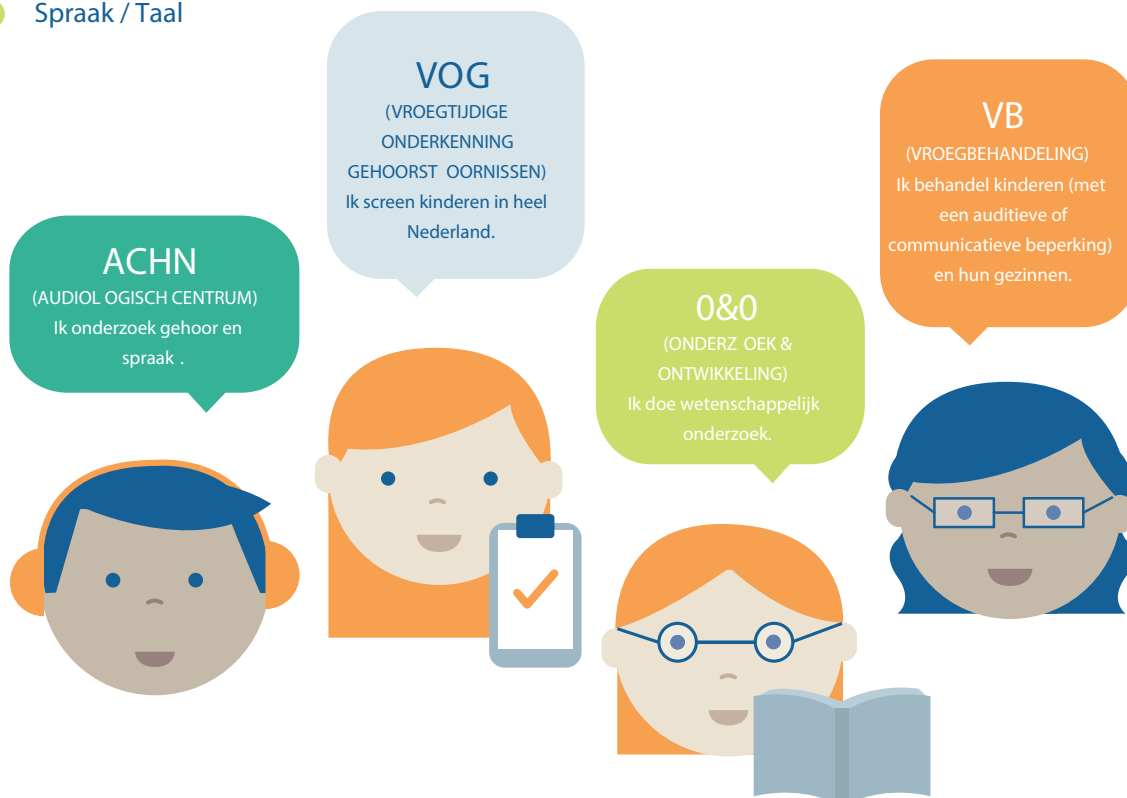 Spraak / Taal
VOG
(VROEGTIJDIGE
ONDERKENNING
GEHOORST OORNISSEN)
Ik screen kinderen in heel
Nederland.
VB
(VROEGBEHANDELING)
Ik behandel kinderen (met
een auditieve of
communicatieve beperking)
en hun gezinnen.
ACHN
(AUDIOL OGISCH CENTRUM)
Ik onderzoek gehoor en
spraak .
0&0
(ONDERZ OEK &
ONTWIKKELING)
Ik doe wetenschappelijk
onderzoek.